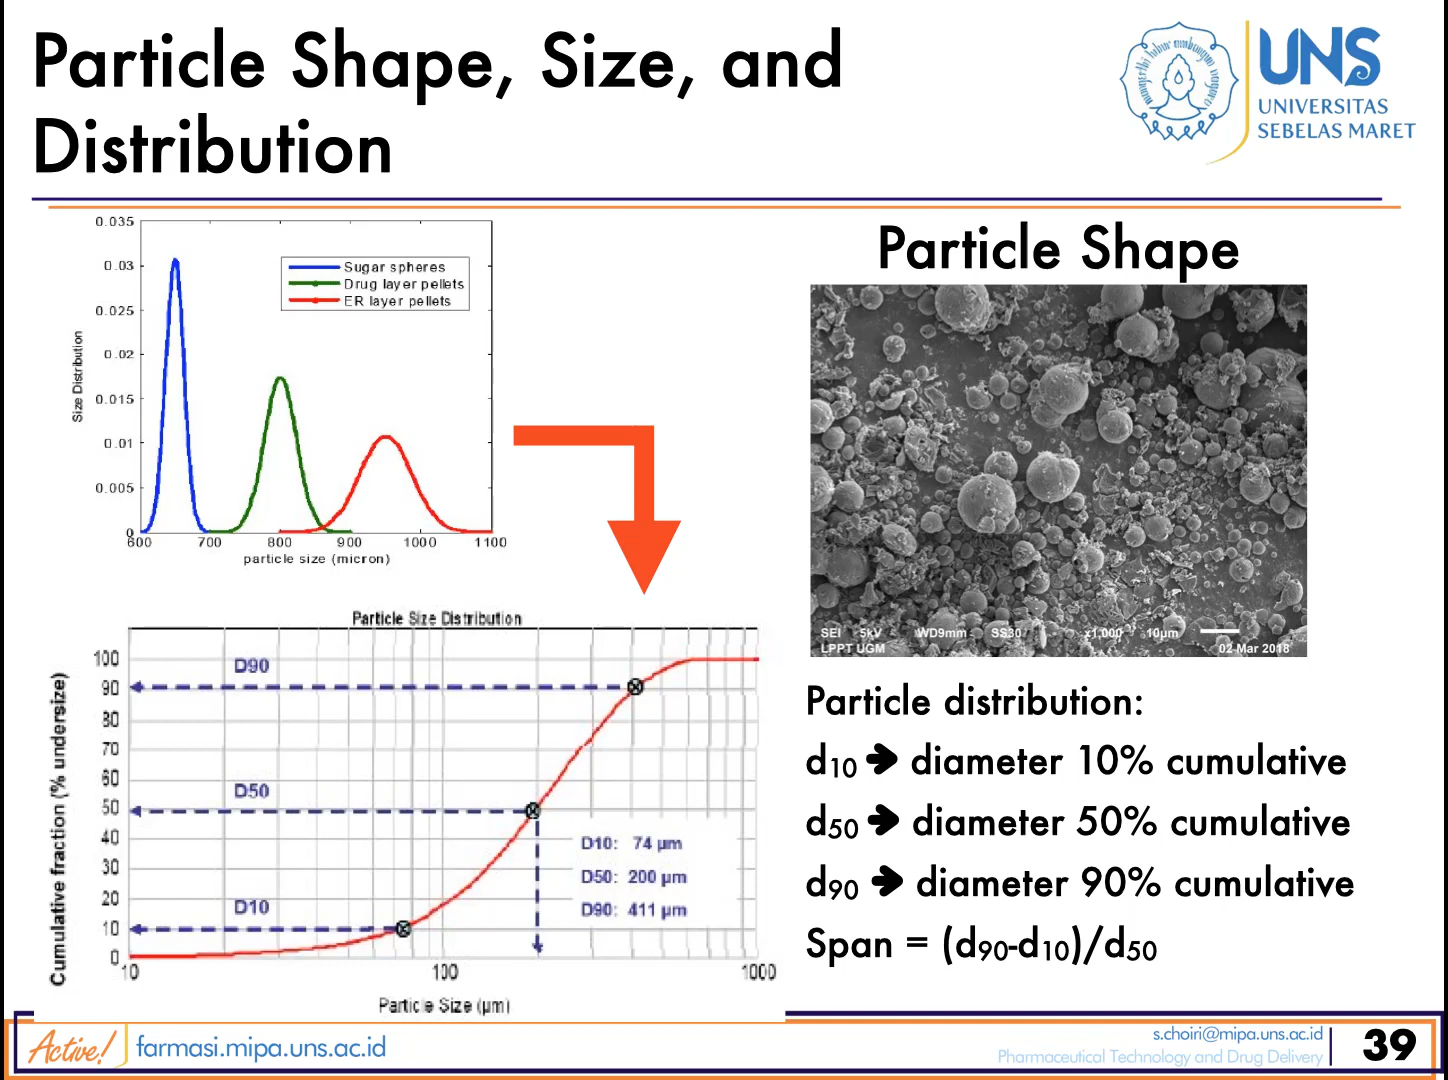 Particle Shape, Size, and
Distribution
UNS
UNIVERSITAS
SEBELAS MARET
0.035
0.03
0.025
0.02
0.015
0.01
0.005
0
Size Distribution
Sugar spheres
Drug layer pellets
ER layer pellets
600 700 800 900 1000 1100
particle size (micron)
Particle Shape
SEI 5kV WD9mm SS30 x1,000 10µm
LPPT UGM 02 Mar 2018
Particle Size Distribution
Cumulative fraction (% undersize)
100
90
80
70
60
50
40
30
20
10
0
D90
D50
D10
D10: 74 µm
D50: 200 µm
D90: 411 µm
10 100 1000
Particle Size (µm)
Particle distribution:
d10 → diameter 10% cumulative
d50 → diameter 50% cumulative
d90 → diameter 90% cumulative
Span = (d90-d10)/d50
Active!
farmasi.mipa.uns.ac.id
s.choiri@mipa.uns.ac.id
Pharmaceutical Technology and Drug Delivery
39